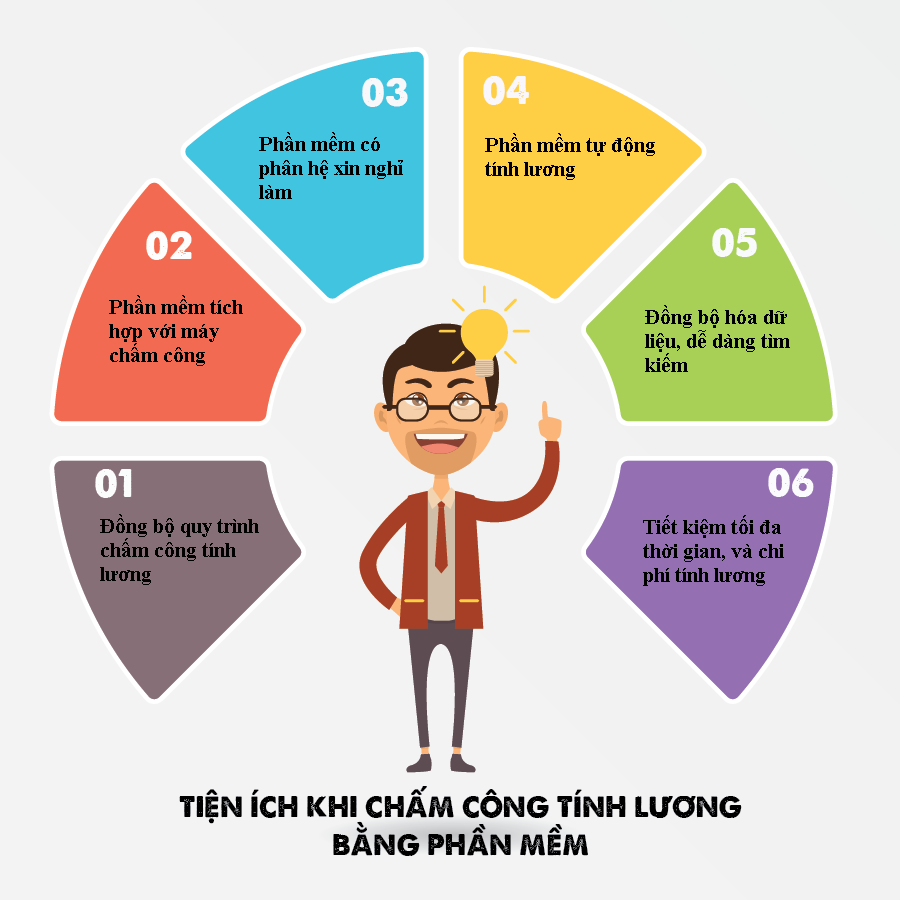 01
Đồng bộ quy trình
chấm công tính
lương
02
Phần mềm tích
hợp với máy
chấm công
03
Phần mềm có
phân hệ xin nghỉ
làm
04
Phần mềm tự động
tính lương
05
Đồng bộ hóa dữ
liệu, dễ dàng tìm
kiếm
06
Tiết kiệm tối đa
thời gian, và chi
phí tính lương
TIỆN ÍCH KHI CHẤM CÔNG TÍNH LƯƠNG
BẰNG PHẦN MỀM